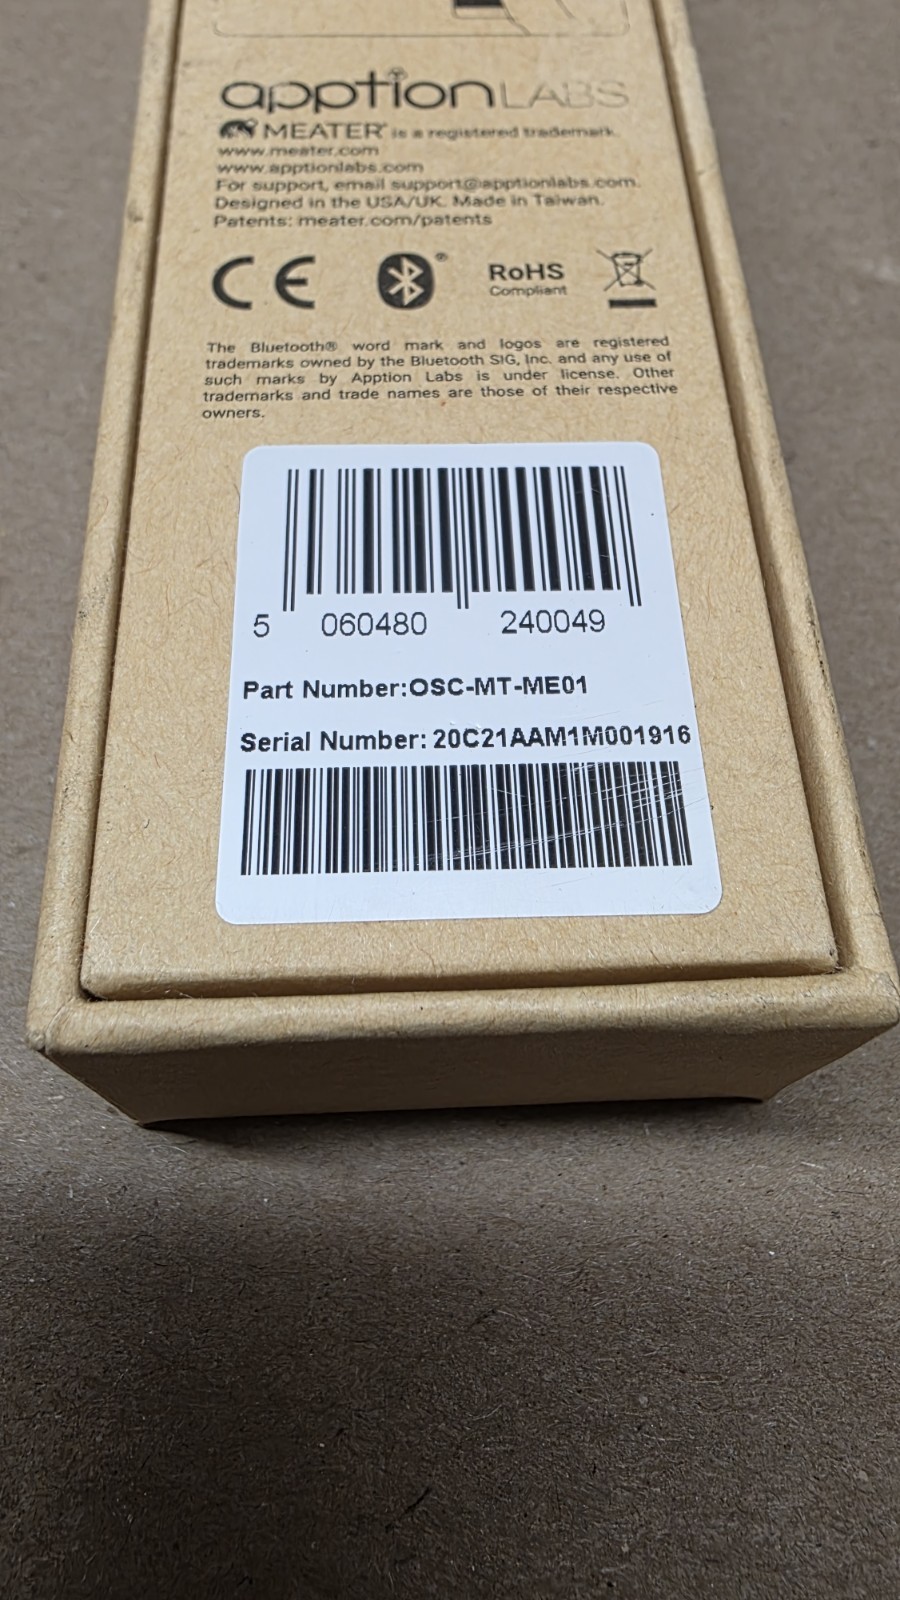 apptionLABS
MEATER® is a registered trademark.
www.meater.com
www.apptionlabs.com
For support, email support@apptionlabs.com.
Designed in the USA/UK. Made in Taiwan.
Patents: meater.com/patents
CE ® RoHS
Compliant
The Bluetooth® word mark and logos are registered
trademarks owned by the Bluetooth SIG, Inc. and any use of
such marks by Apption Labs is under license. Other
trademarks and trade names are those of their respective
owners.
5 060480 240049
Part Number:OSC-MT-ME01
Serial Number: 20C21AAM1M001916